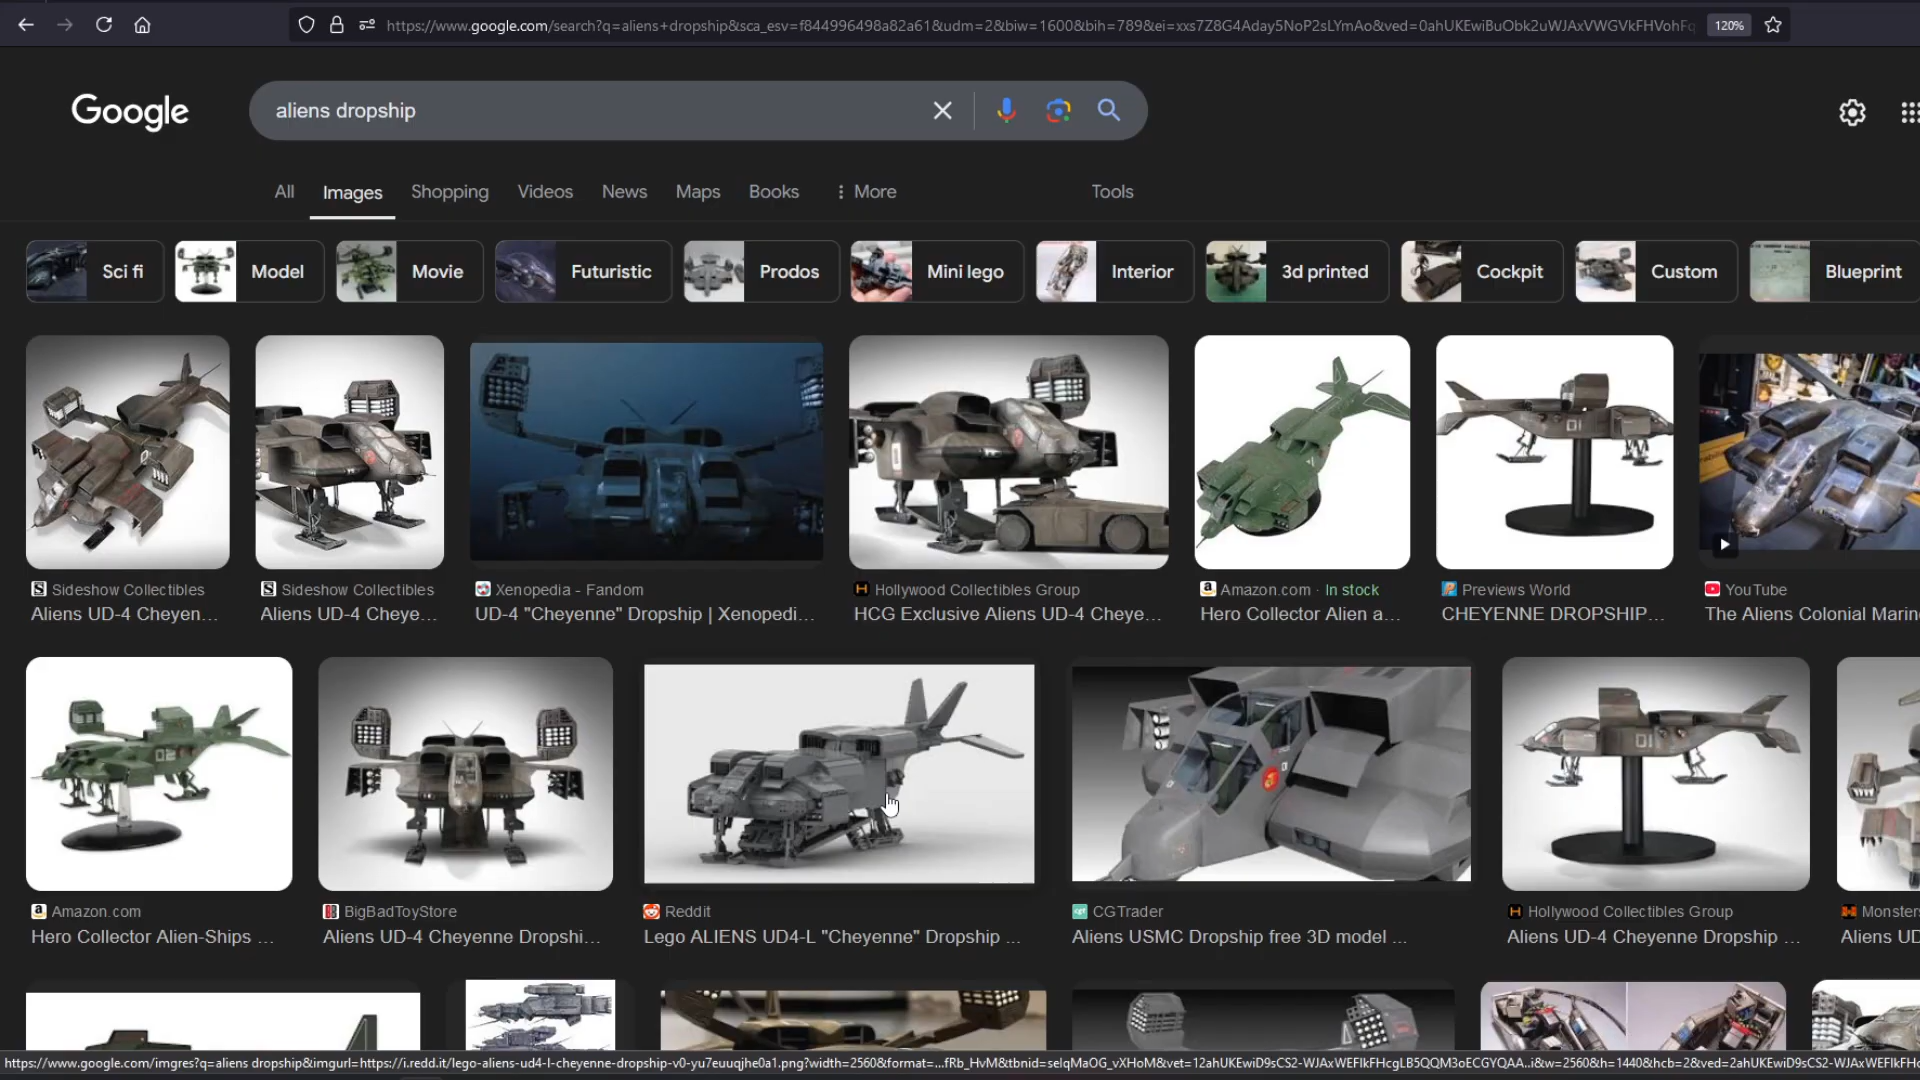 https://www.google.com/search?q=aliens+dropship&sca_esv=f844996498a82a61&udm=2&biw=1600&bih=789&ei=xxs7Z8G4Aday5NoP2sLYmAo&ved=0ahUKEwiBuObk2uWJAxVWGVkFHVohFq
120%
Google
aliens dropship
All Images Shopping Videos News Maps Books More Tools
Sci fi Model Movie Futuristic Prodos Mini lego Interior 3d printed Cockpit Custom Blueprint
Sideshow Collectibles
Aliens UD-4 Cheyen...
Sideshow Collectibles
Aliens UD-4 Cheye...
Xenopedia - Fandom
UD-4 "Cheyenne" Dropship | Xenopedi...
Hollywood Collectibles Group
HCG Exclusive Aliens UD-4 Cheye...
Amazon.com · In stock
Hero Collector Alien a...
Previews World
CHEYENNE DROPSHIP...
YouTube
The Aliens Colonial Marin
Amazon.com
Hero Collector Alien-Ships ...
BigBadToyStore
Aliens UD-4 Cheyenne Dropshi...
Reddit
Lego ALIENS UD4-L "Cheyenne" Dropship ...
CGTrader
Aliens USMC Dropship free 3D model ...
Hollywood Collectibles Group
Aliens UD-4 Cheyenne Dropship ...
Monsters
Aliens UD
https://www.google.com/imgres?q=aliens dropship&imgurl=https://i.redd.it/lego-aliens-ud4-l-cheyenne-dropship-v0-yu7euuqjhe0a1.png?width=2560&format=...fRb_HvM&tbnid=selqMaOG_vXHoM&vet=12ahUKEwiD9sCS2-WJAxWEFlkFHcgLB5QQM3oECGYQAA..i&w=2560&h=1440&hcb=2&ved=2ahUKEwiD9sCS2-WJAxWEFlkFHc